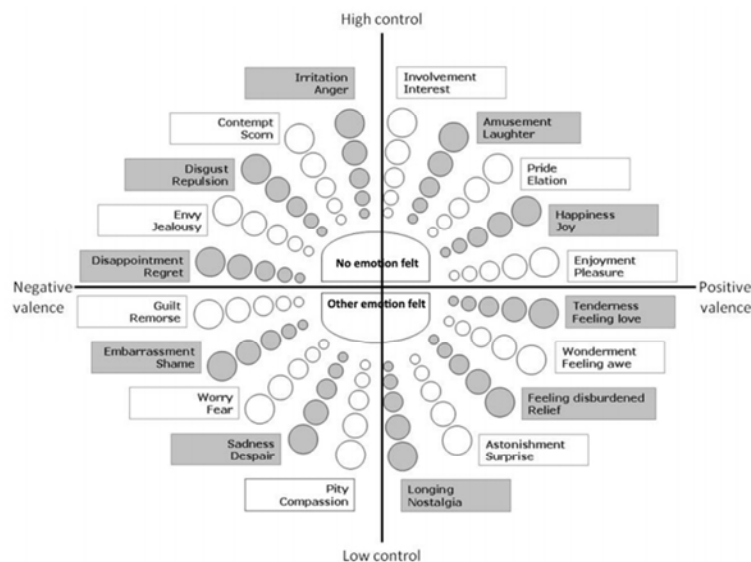 High control
Irritation
Anger
Involvement
Interest
Contempt
Scorn
Amusement
Laughter
Disgust
Repulsion
Pride
Elation
Envy
Jealousy
Happiness
Joy
Disappointment
Regret
No emotion felt
Enjoyment
Pleasure
Negative
valence
Positive
valence
Guilt
Remorse
Other emotion felt
Tenderness
Feeling love
Embarrassment
Shame
Wonderment
Feeling awe
Worry
Fear
Feeling disburdened
Relief
Sadness
Despair
Astonishment
Surprise
Pity
Compassion
Longing
Nostalgia
Low control